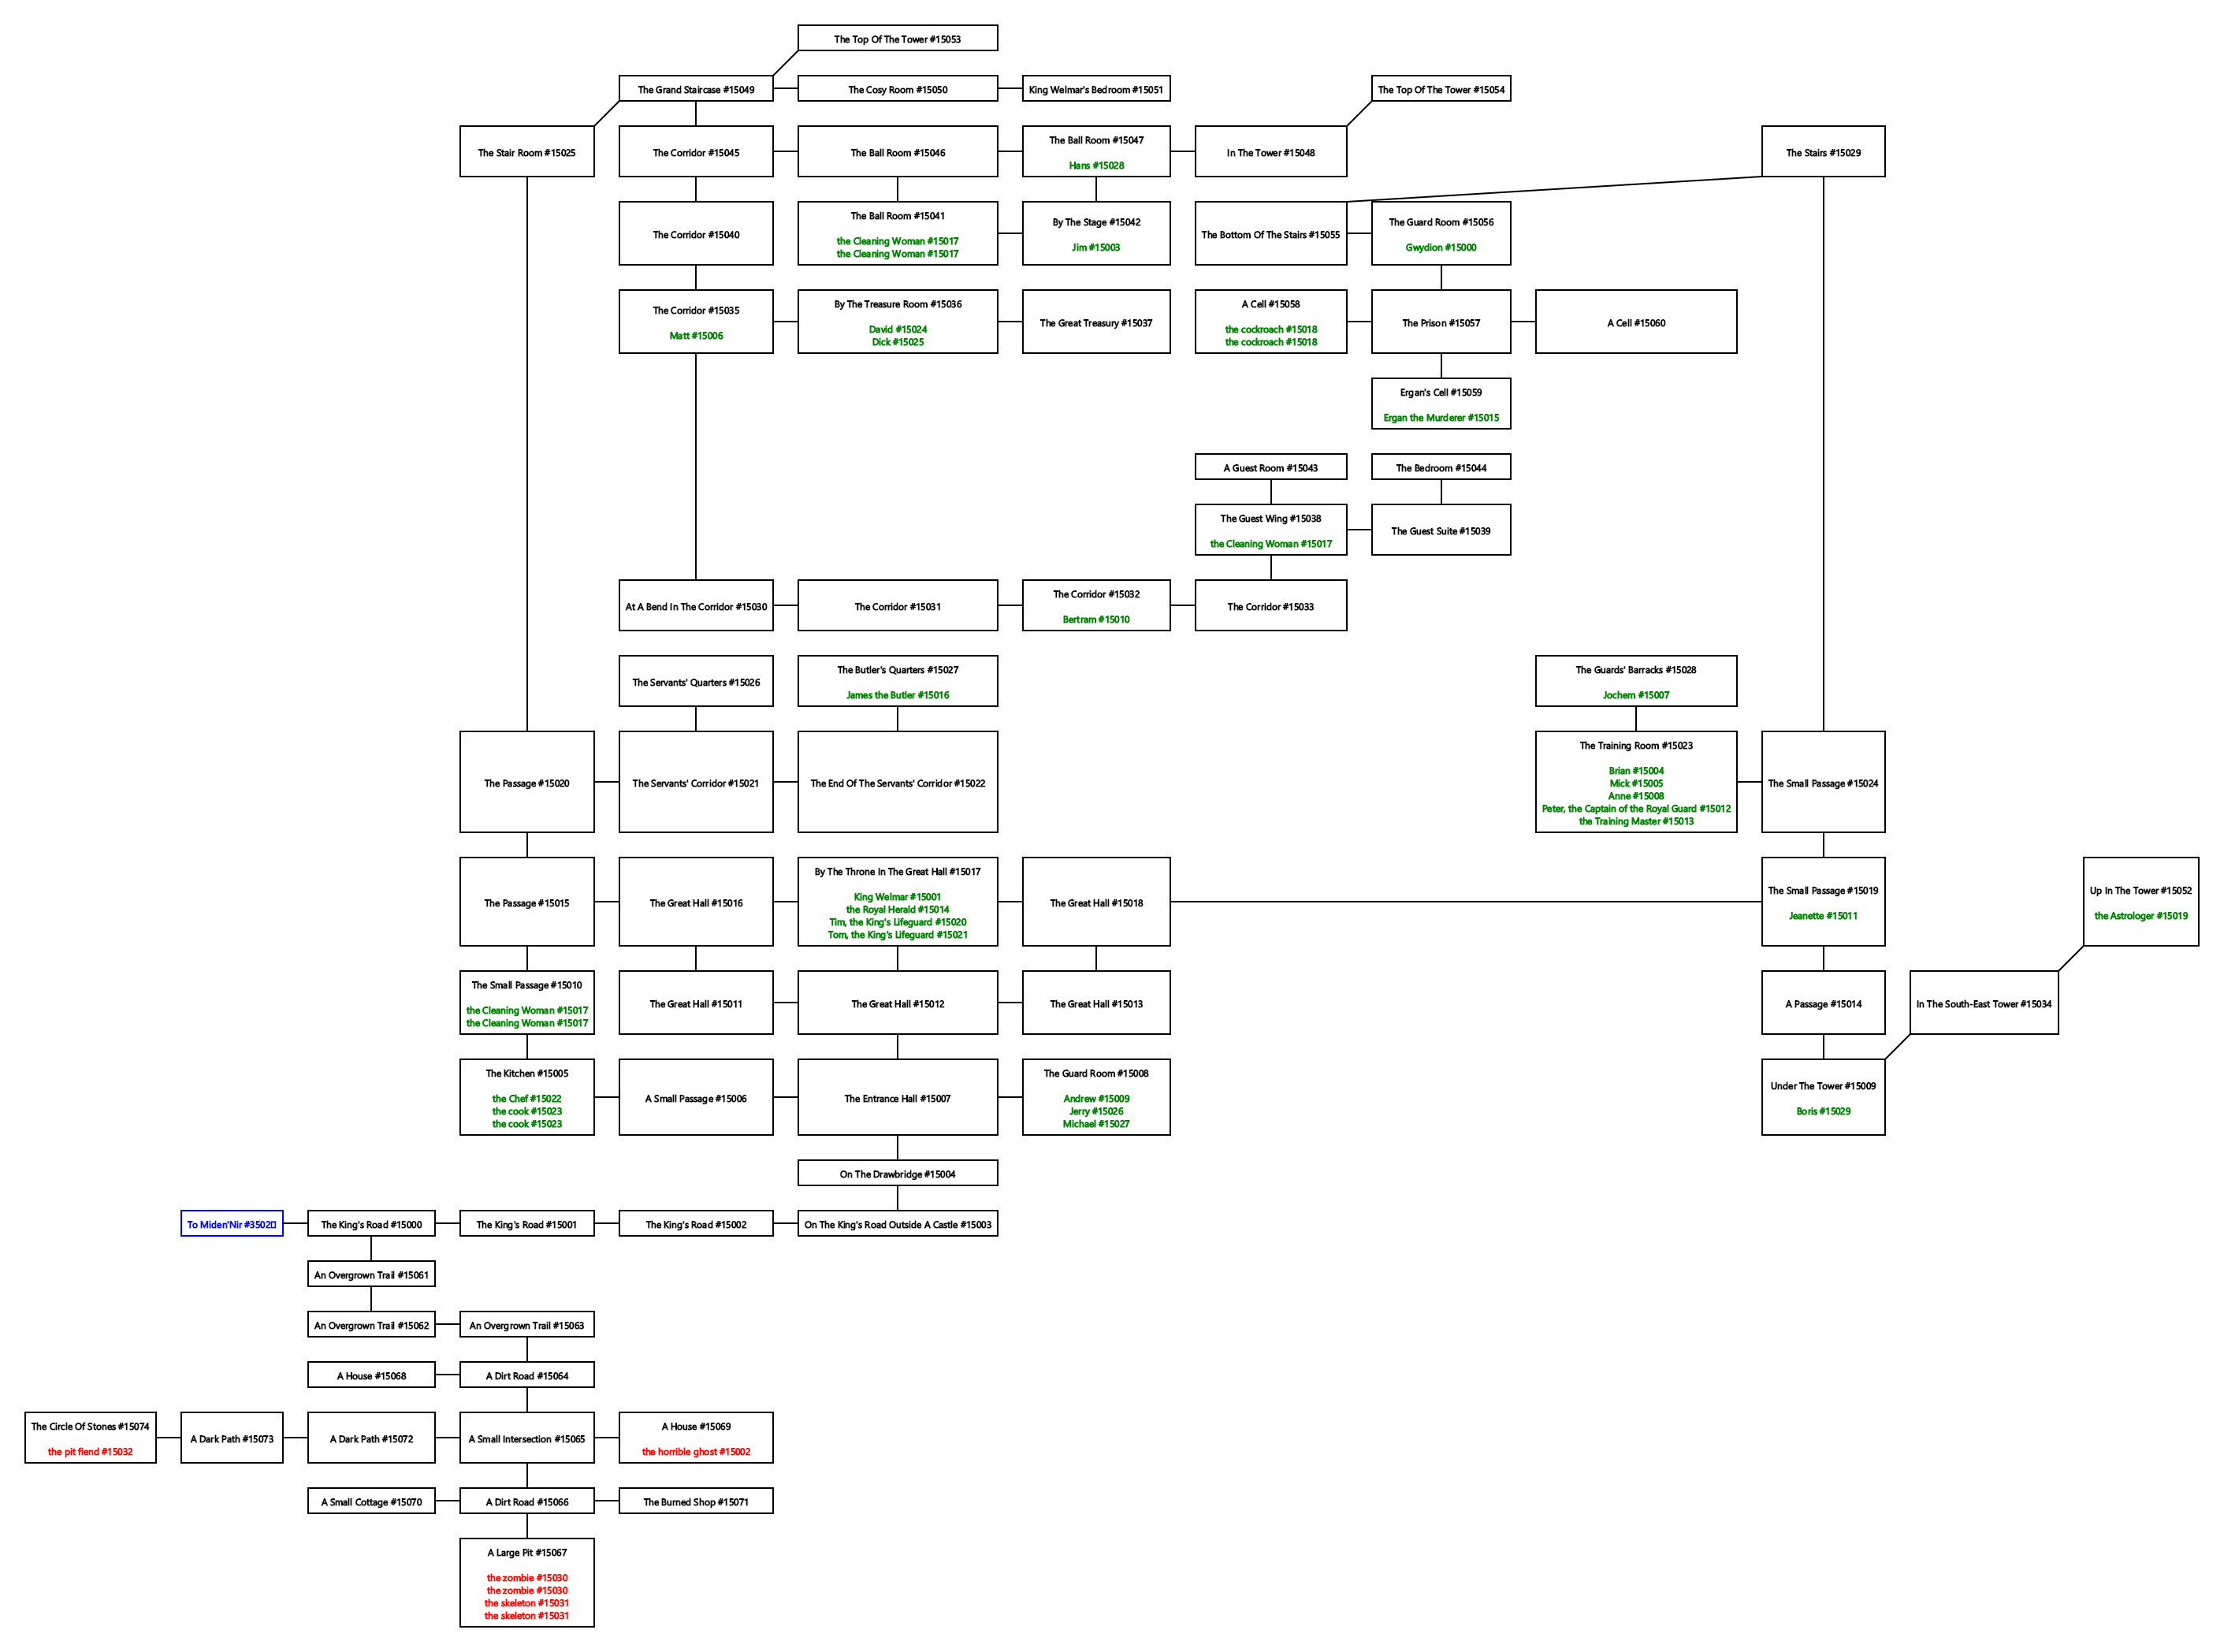 The Top Of The Tower #15053
The Grand Staircase #15049
The Cosy Room #15050
King Welmar's Bedroom #15051
The Top Of The Tower #15054
The Stair Room #15025
The Corridor #15045
The Ball Room #15046
The Ball Room #15047
Hans #15028
In The Tower #15048
The Stairs #15029
The Corridor #15040
The Ball Room #15041
the Cleaning Woman #15017
the Cleaning Woman #15017
By The Stage #15042
Jim #15003
The Bottom Of The Stairs #15055
The Guard Room #15056
Gwydion #15000
The Corridor #15035
Matt #15006
By The Treasure Room #15036
David #15024
Dick #15025
The Great Treasury #15037
A Cell #15058
the cockroach #15018
the cockroach #15018
The Prison #15057
A Cell #15060
Ergan's Cell #15059
Ergan the Murderer #15015
A Guest Room #15043
The Bedroom #15044
The Guest Wing #15038
the Cleaning Woman #15017
The Guest Suite #15039
At A Bend In The Corridor #15030
The Corridor #15031
The Corridor #15032
Bertram #15010
The Corridor #15033
The Servants' Quarters #15026
The Butler's Quarters #15027
James the Butler #15016
The Guards' Barracks #15028
Jochem #15007
The Passage #15020
The Servants' Corridor #15021
The End Of The Servants' Corridor #15022
The Training Room #15023
Brian #15004
Mick #15005
Anne #15008
Peter, the Captain of the Royal Guard #15012
the Training Master #15013
The Small Passage #15024
The Passage #15015
The Great Hall #15016
By The Throne In The Great Hall #15017
King Welmar #15001
the Royal Herald #15014
Tim, the King's Lifeguard #15020
Tom, the King's Lifeguard #15021
The Great Hall #15018
The Small Passage #15019
Jeanette #15011
Up In The Tower #15052
the Astrologer #15019
The Small Passage #15010
the Cleaning Woman #15017
the Cleaning Woman #15017
The Great Hall #15011
The Great Hall #15012
The Great Hall #15013
A Passage #15014
In The South-East Tower #15034
The Kitchen #15005
the Chef #15022
the cook #15023
the cook #15023
A Small Passage #15006
The Entrance Hall #15007
The Guard Room #15008
Andrew #15009
Jerry #15026
Michael #15027
Under The Tower #15009
Boris #15029
On The Drawbridge #15004
To Miden'Nir #3502
The King's Road #15000
The King's Road #15001
The King's Road #15002
On The King's Road Outside A Castle #15003
An Overgrown Trail #15061
An Overgrown Trail #15062
An Overgrown Trail #15063
A House #15068
A Dirt Road #15064
The Circle Of Stones #15074
the pit fiend #15032
A Dark Path #15073
A Dark Path #15072
A Small Intersection #15065
A House #15069
the horrible ghost #15002
A Small Cottage #15070
A Dirt Road #15066
The Burned Shop #15071
A Large Pit #15067
the zombie #15030
the zombie #15030
the skeleton #15031
the skeleton #15031